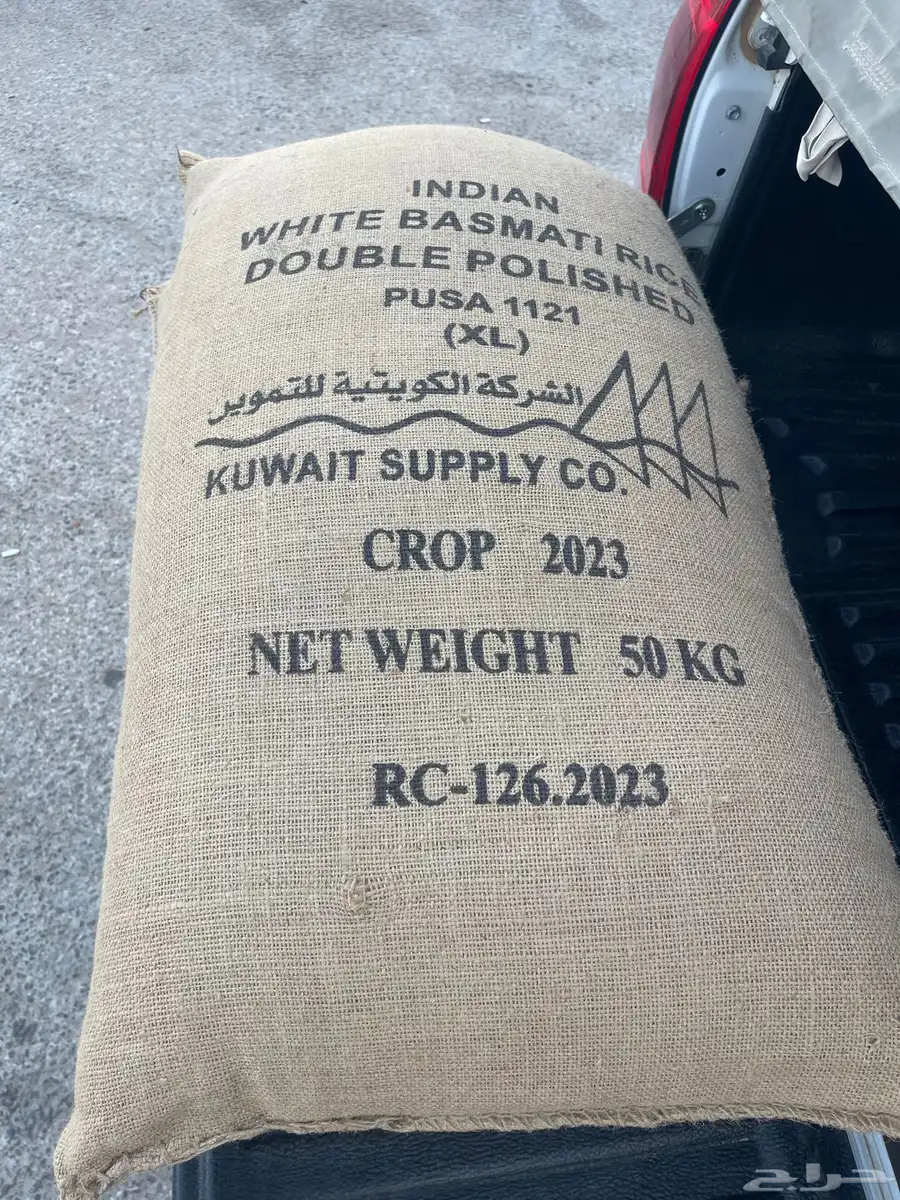 INDIAN
WHITE BASMATI RICE
DOUBLE POLISHED
PUSA 1121
(XL)
الشركة الكويتية للتموير
KUWAIT SUPPLY CO.
CROP 2023
NET WEIGHT 50 KG
RC-126.2023
حراج